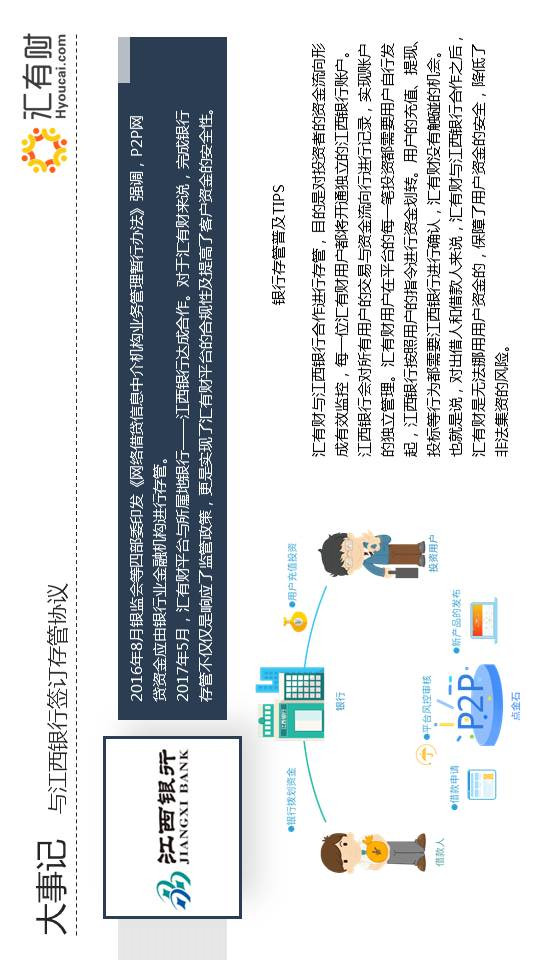 大事记
与江西银行签订存管协议
汇有财
Hyoucai.com
江西银行
JIANGXI BANK
2016年8月银监会等四部委印发《网络借贷信息中介机构业务管理暂行办法》强调，P2P网
贷资金应由银行业金融机构进行存管。
2017年5月，汇有财平台与所属地银行——江西银行达成合作。对于汇有财来说，完成银行
存管不仅仅是响应了监管政策，更是实现了汇有财平台的合规性及提高了客户资金的安全性。
●银行拨划资金
江西银行
银行
●用户充值投资
借款人
投资用户
●借款申请
●平台风控审核
●新产品的发布
P2P
点金石
银行存管普及TIPS
汇有财与江西银行合作进行存管，目的是对投资者的资金流向形
成有效监控，每一位汇有财用户都将开通独立的江西银行账户。
江西银行会对所有用户的交易与资金流向行进行记录，实现账户
的独立管理。汇有财用户在平台的每一笔投资都需要用户自行发
起，江西银行按照用户的指令进行资金划转。用户的充值、提现、
投标等行为都需要江西银行进行确认，汇有财没有触碰的机会。
也就是说，对出借人和借款人来说，汇有财与江西银行合作之后，
汇有财是无法挪用用户资金的，保障了用户资金的安全，降低了
非法集资的风险。